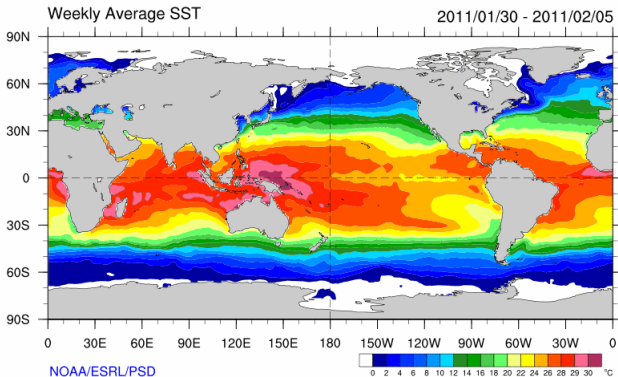 Weekly Average SST
2011/01/30 - 2011/02/05
90N
60N
30N
0
30S
60S
90S
0 30E 60E 90E 120E 150E 180 150W 120W 90W 60W 30W 0
0 2 4 6 8 10 12 14 16 18 20 22 24 26 28 29 30 °C
NOAA/ESRL/PSD